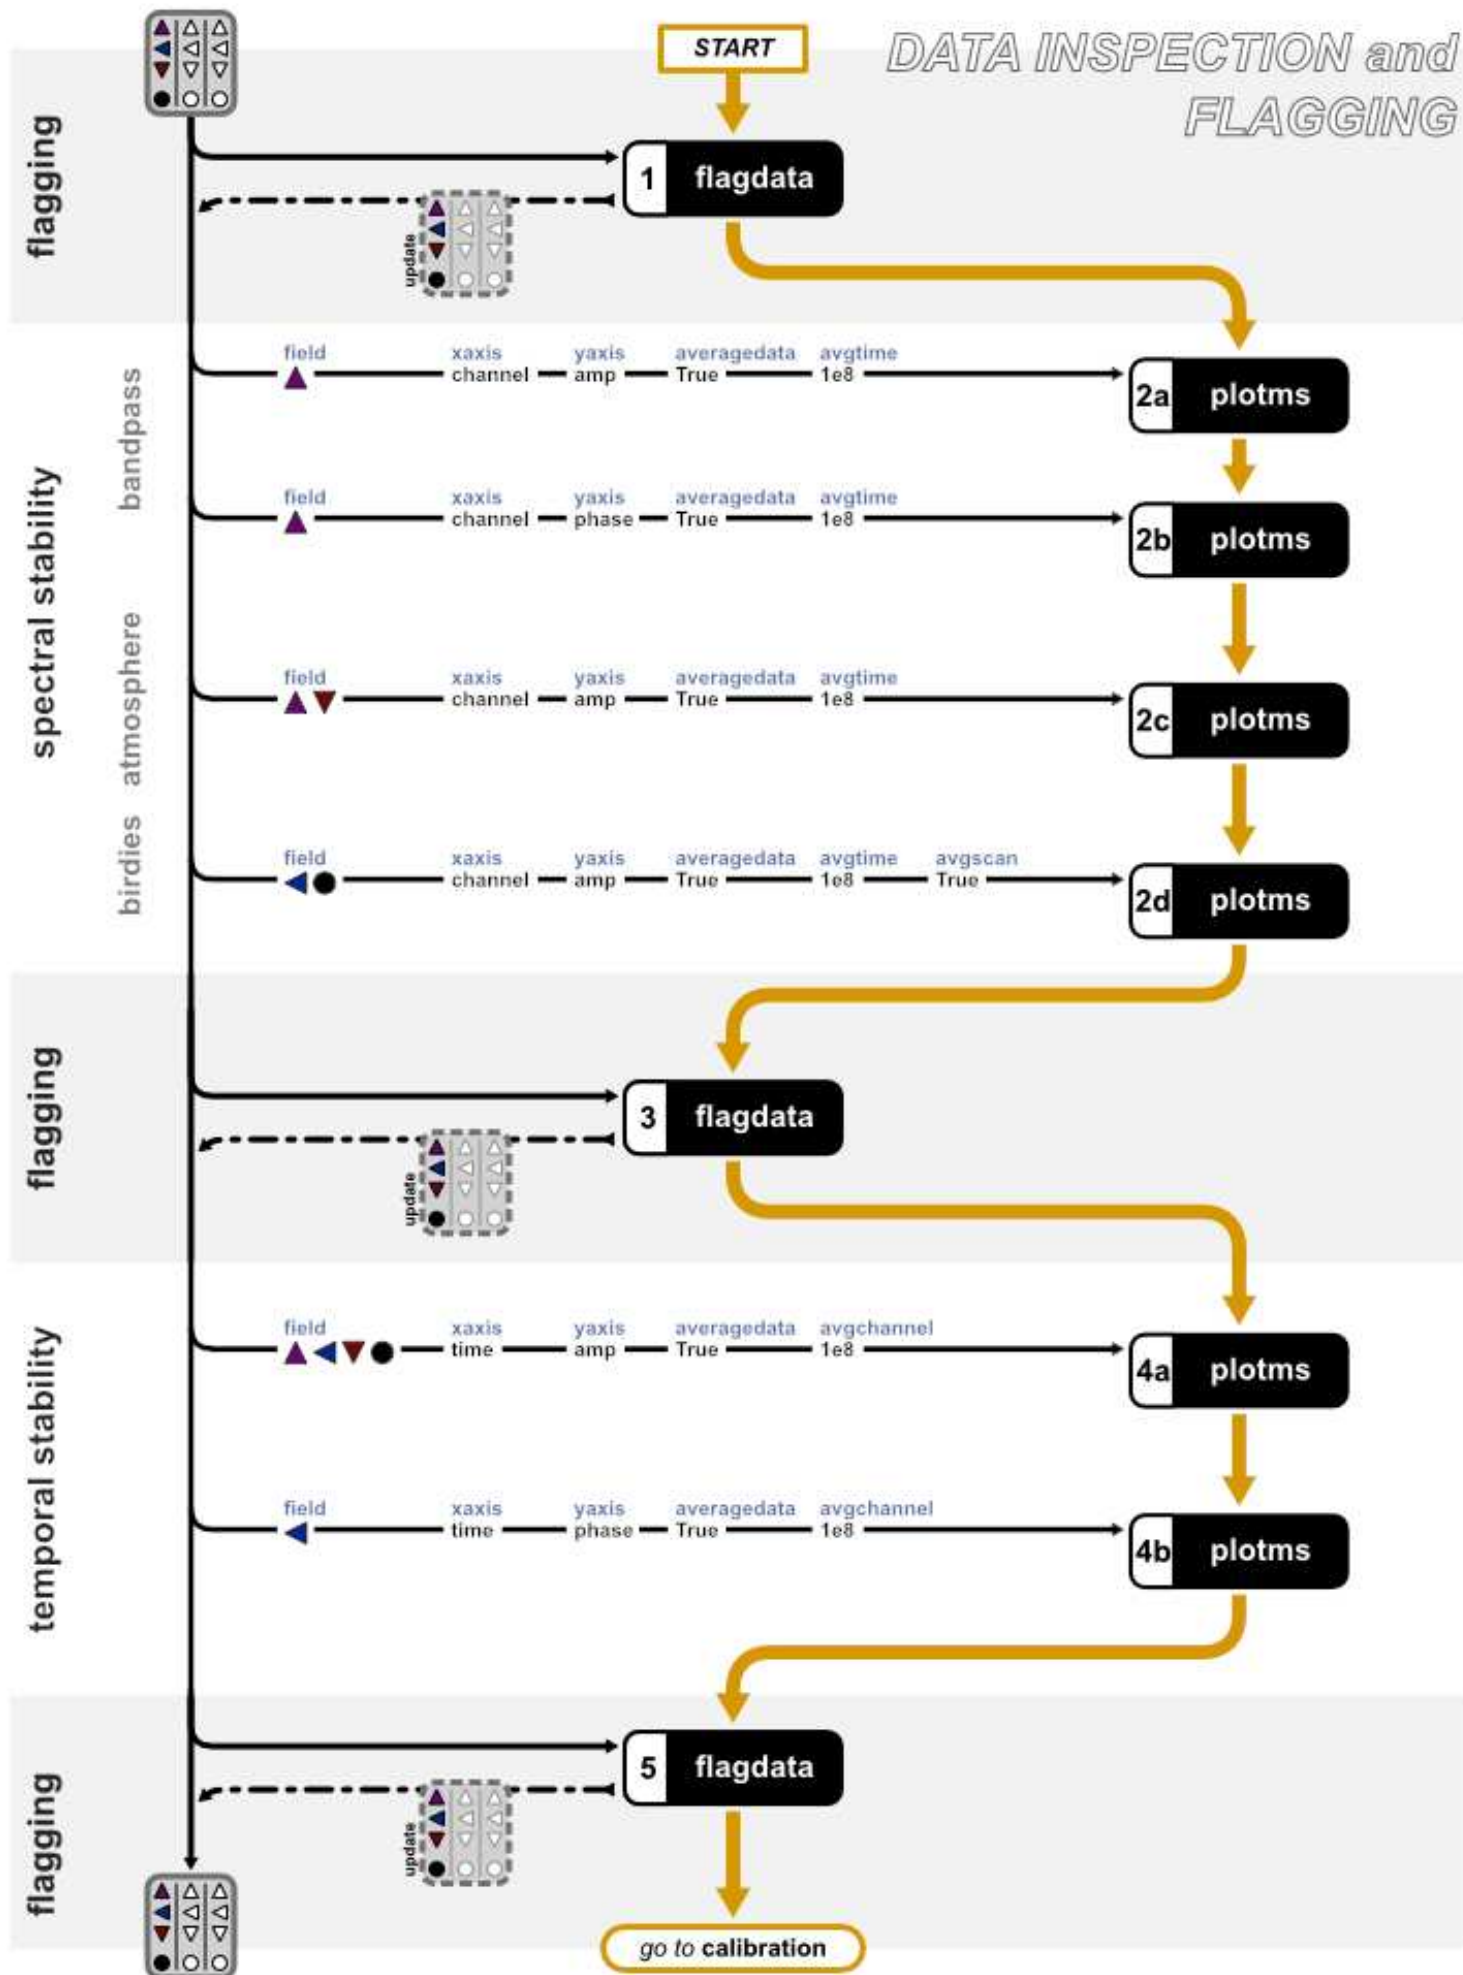 START
DATA INSPECTION and
FLAGGING
flagging
1 flagdata
update
spectral stability
bandpass
field xaxis yaxis averagedata avgtime
channel amp True 1e8
2a plotms
field xaxis yaxis averagedata avgtime
channel phase True 1e8
2b plotms
atmosphere
field xaxis yaxis averagedata avgtime
channel amp True 1e8
2c plotms
birdies
field xaxis yaxis averagedata avgtime avgscan
channel amp True 1e8 True
2d plotms
flagging
3 flagdata
update
temporal stability
field xaxis yaxis averagedata avgchannel
time amp True 1e8
4a plotms
field xaxis yaxis averagedata avgchannel
time phase True 1e8
4b plotms
flagging
5 flagdata
update
go to calibration